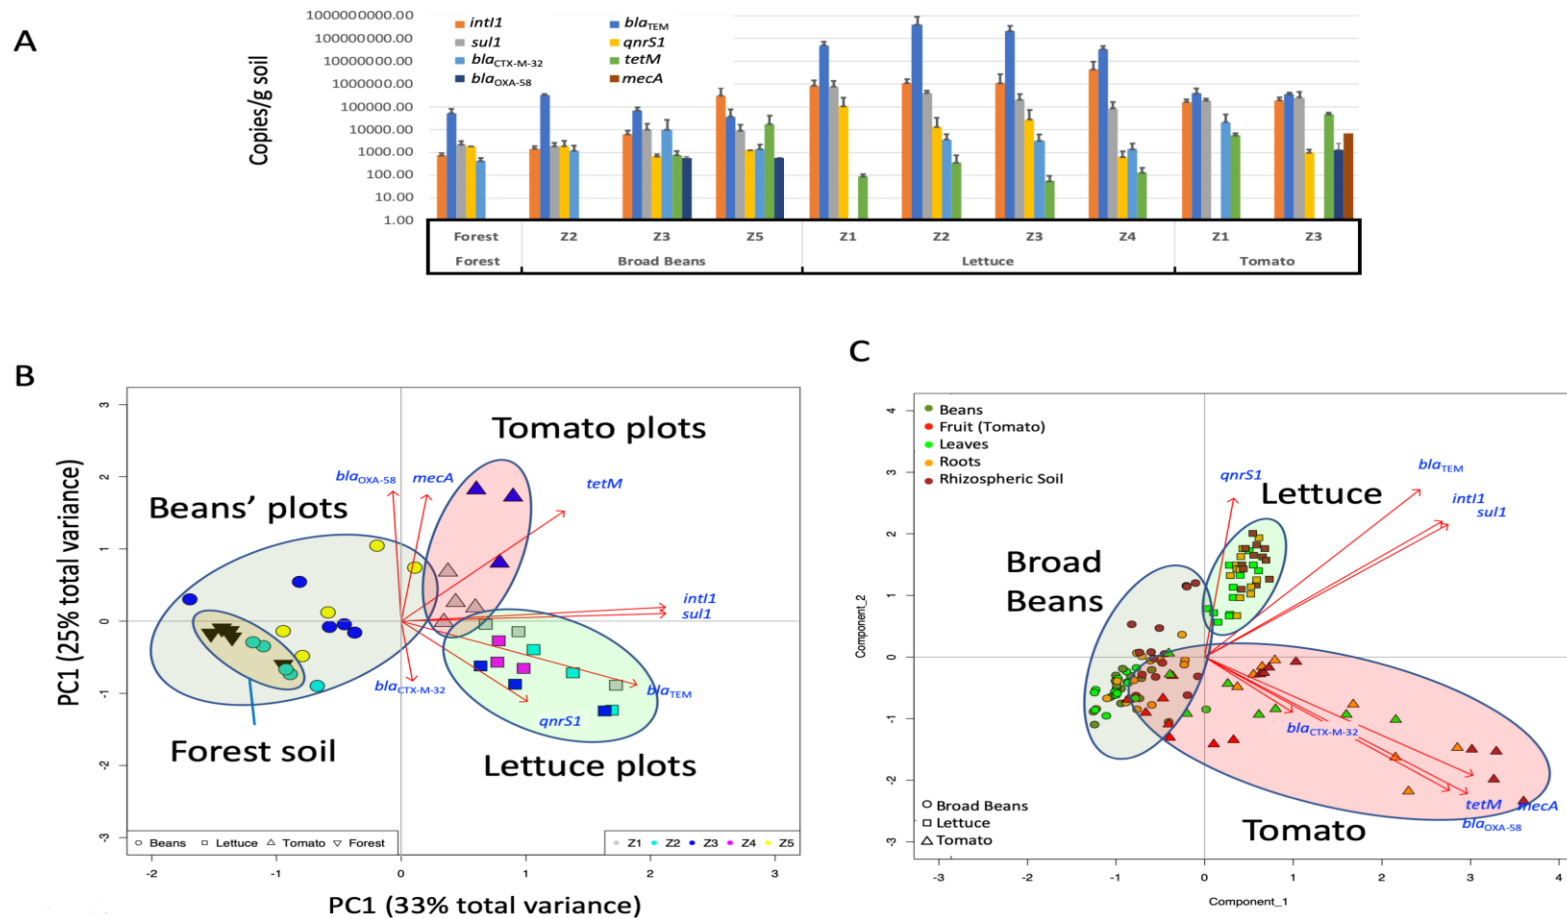 A
Copies/g soil
1000000000.00
100000000.00
10000000.00
1000000.00
100000.00
10000.00
1000.00
100.00
10.00
1.00
intI1 blaTEM
sul1 qnrS1
blaCTX-M-32 tetM
blaOXA-58 mecA
Forest Z2 Z3 Z5 Z1 Z2 Z3 Z4 Z1 Z3
Forest Broad Beans Lettuce Tomato
B
PC1 (25% total variance)
3
2
1
0
-1
-2
-3
Tomato plots
blaOXA-58 mecA tetM
Beans' plots
intI1
sul1
blaCTX-M-32
blaTEM
qnrS1
Forest soil
Lettuce plots
Beans Lettuce Tomato Forest
Z1 Z2 Z3 Z4 Z5
-2 -1 0 1 2 3
PC1 (33% total variance)
C
Component_2
4
3
2
1
0
-1
-2
-3
Beans
Fruit (Tomato)
Leaves
Roots
Rhizospheric Soil
qnrS1
blaTEM
Lettuce
intI1
sul1
Broad
Beans
blaCTX-M-32
tetM mecA
blaOXA-58
Tomato
Broad Beans
Lettuce
Tomato
-3 -2 -1 0 1 2 3 4
Component_1